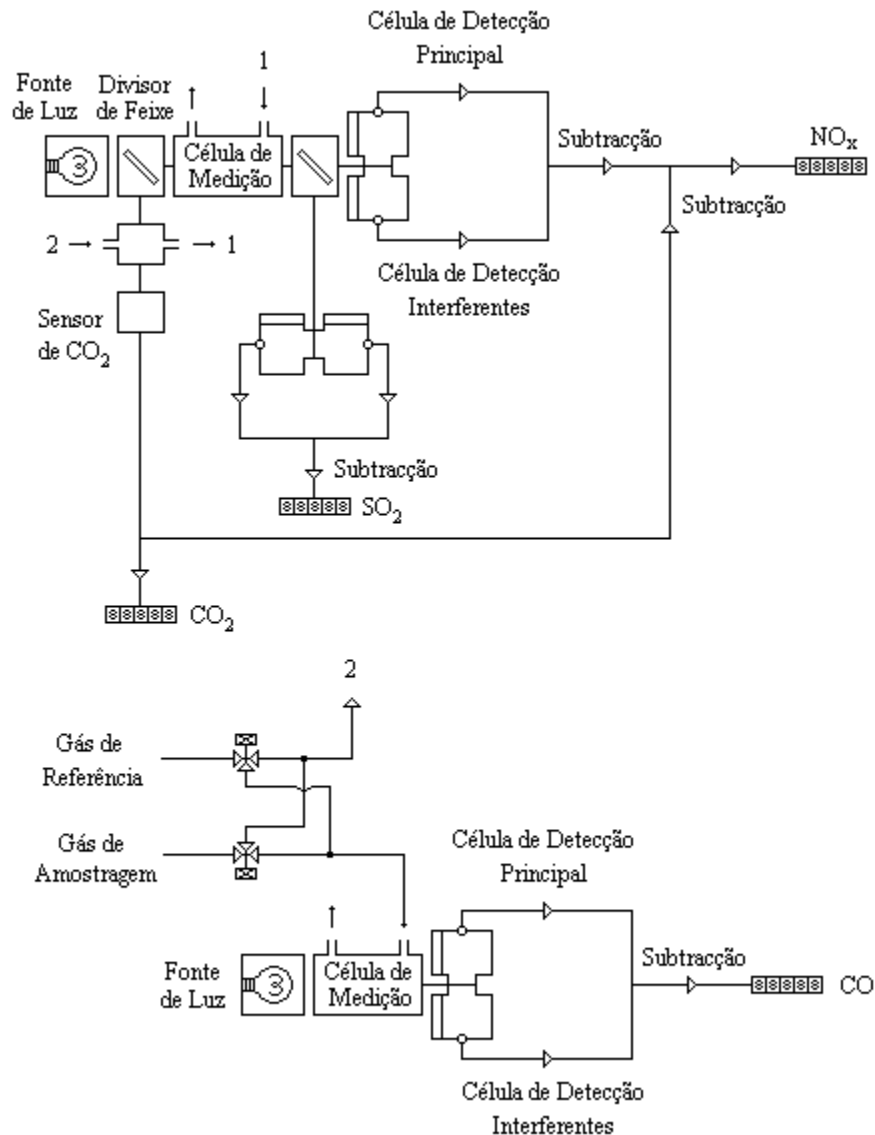 Célula de Detecção
Principal
1
Fonte
de Luz
Divisor
de Feixe
Célula de
Medição
Subtracção
NOx
Subtracção
2 → → 1
Célula de Detecção
Interferentes
Sensor
de CO2
Subtracção
SO2
CO2
2
Gás de
Referência
Gás de
Amostragem
Célula de Detecção
Principal
Fonte
de Luz
Célula de
Medição
Subtracção
CO
Célula de Detecção
Interferentes